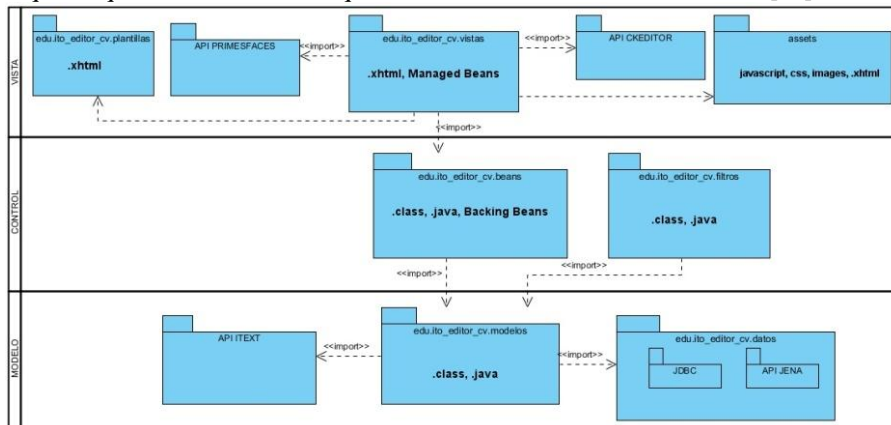 edu.ito_editor_cv.plantillas
.xhtml
API PRIMESFACES
<<import>>
edu.ito_editor_cv.vistas
.xhtml, Managed Beans
<<import>>
API CKEDITOR
assets
javascript, css, images, .xhtml
VISTA
<<import>>
CONTROL
edu.ito_editor_cv.beans
.class, .java, Backing Beans
edu.ito_editor_cv.filtros
.class, .java
<<import>>
<<import>>
MODELO
API ITEXT
<<import>>
edu.ito_editor_cv.modelos
.class, .java
<<import>>
edu.ito_editor_cv.datos
JDBC
API JENA